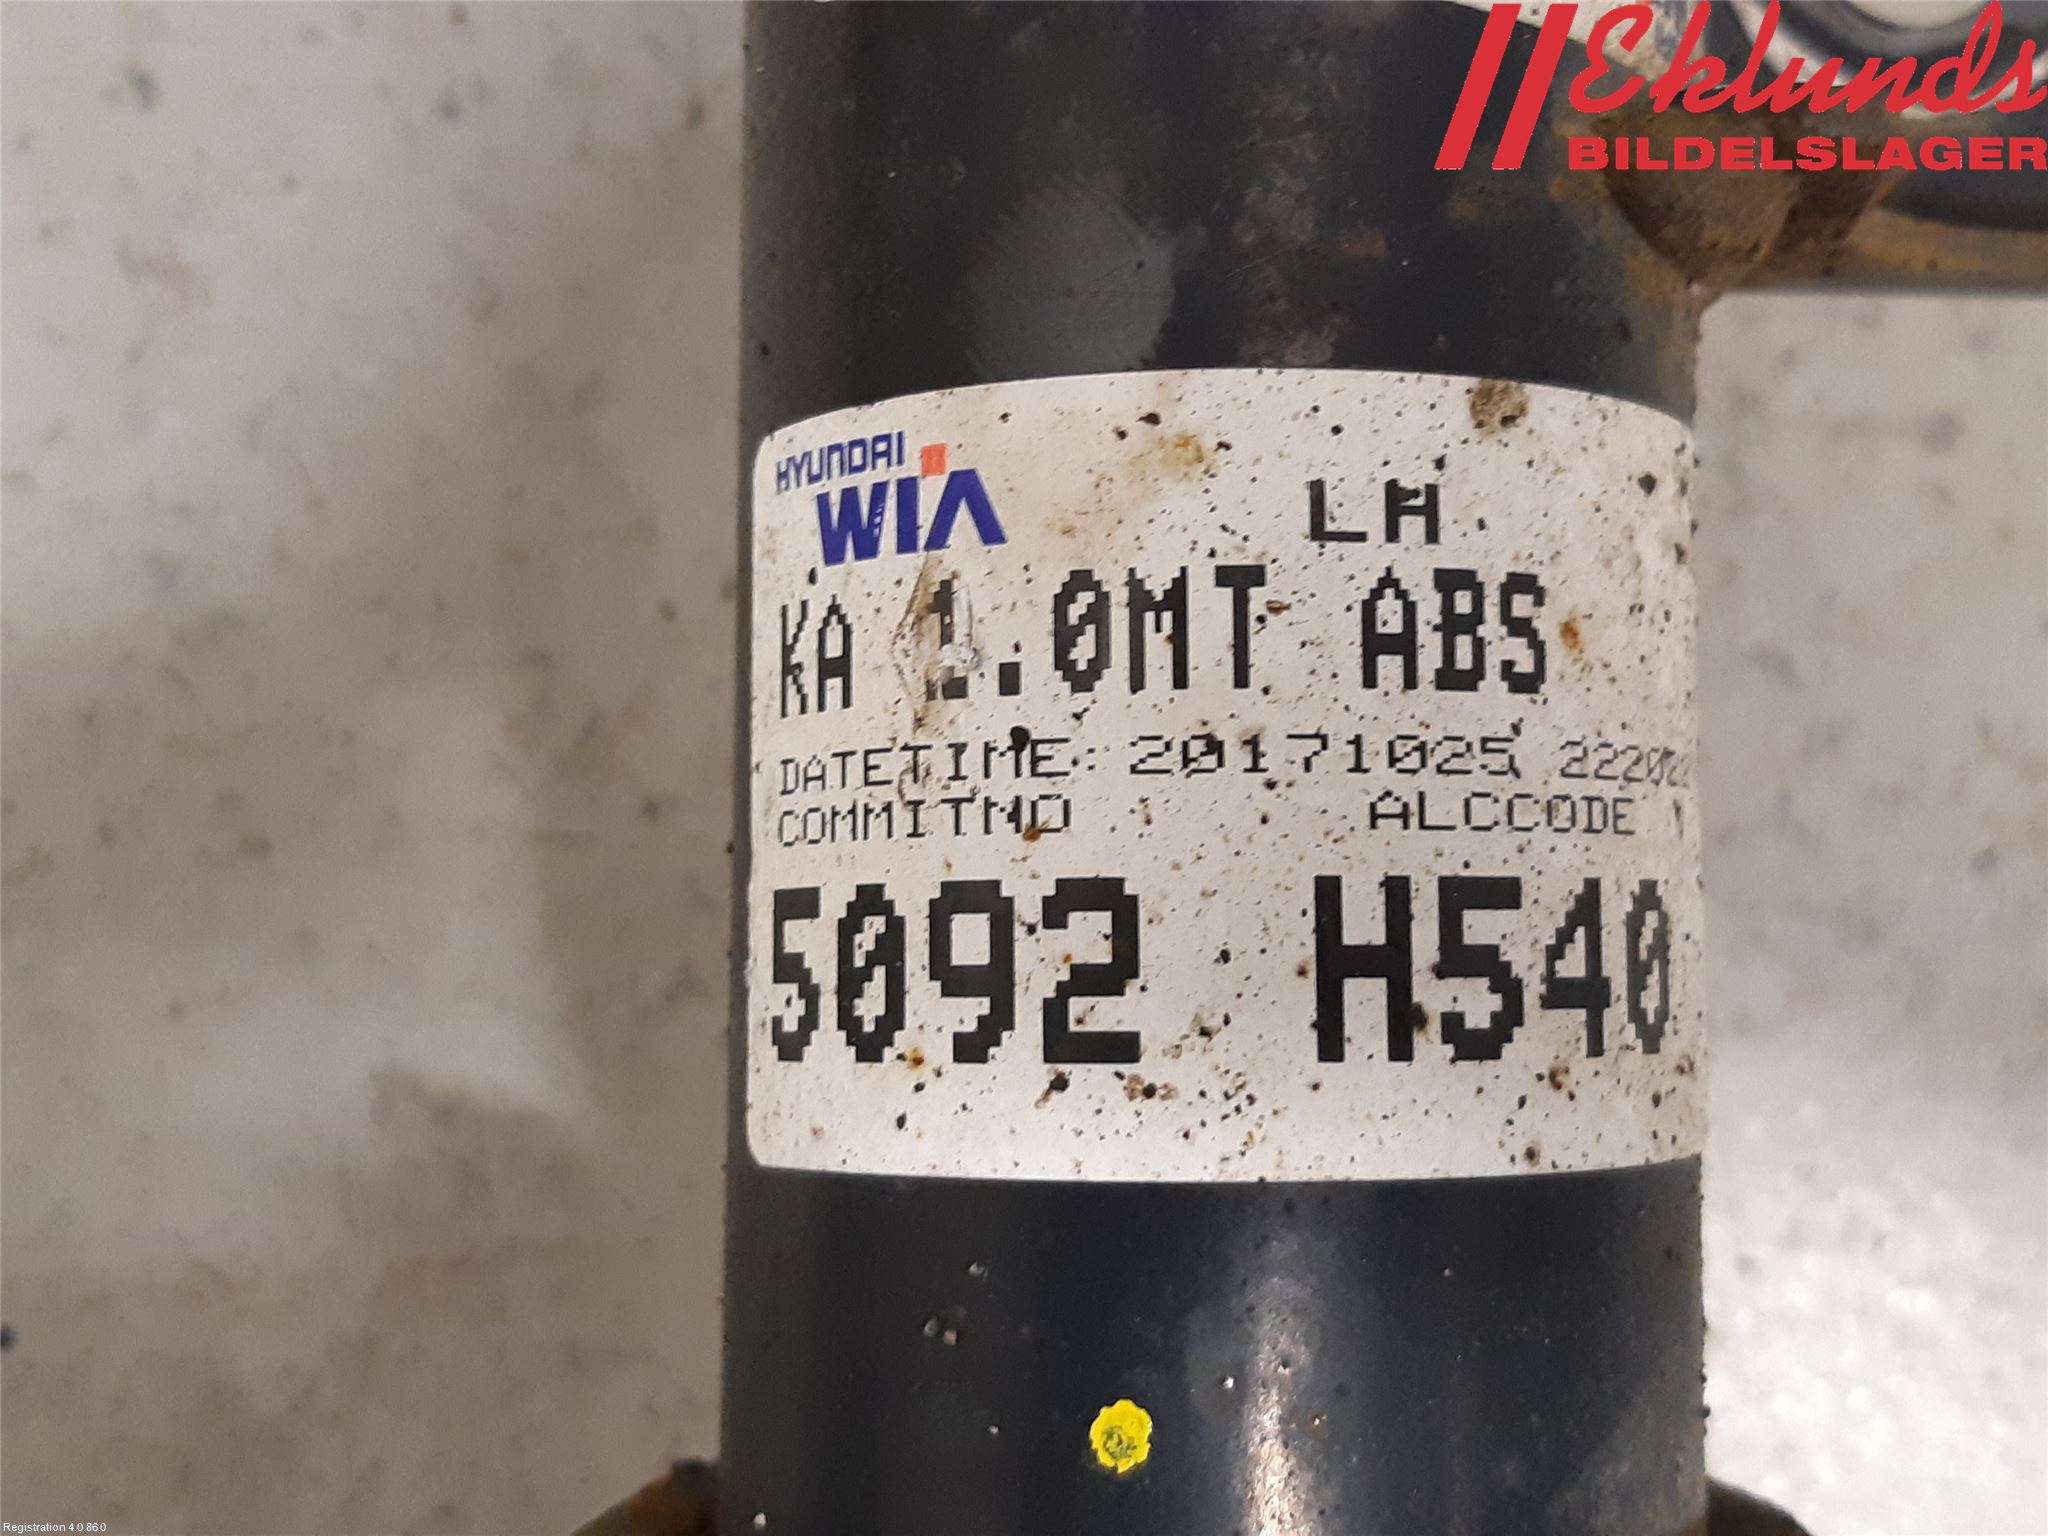 Eklunds
BILDELSLAGER
HYUNDAI
WIA
LH
KA 1.0MT ABS
DATETIME: 20171025
COMMITNO ALCCODE
5092 H540
Registration 4.0.86.0